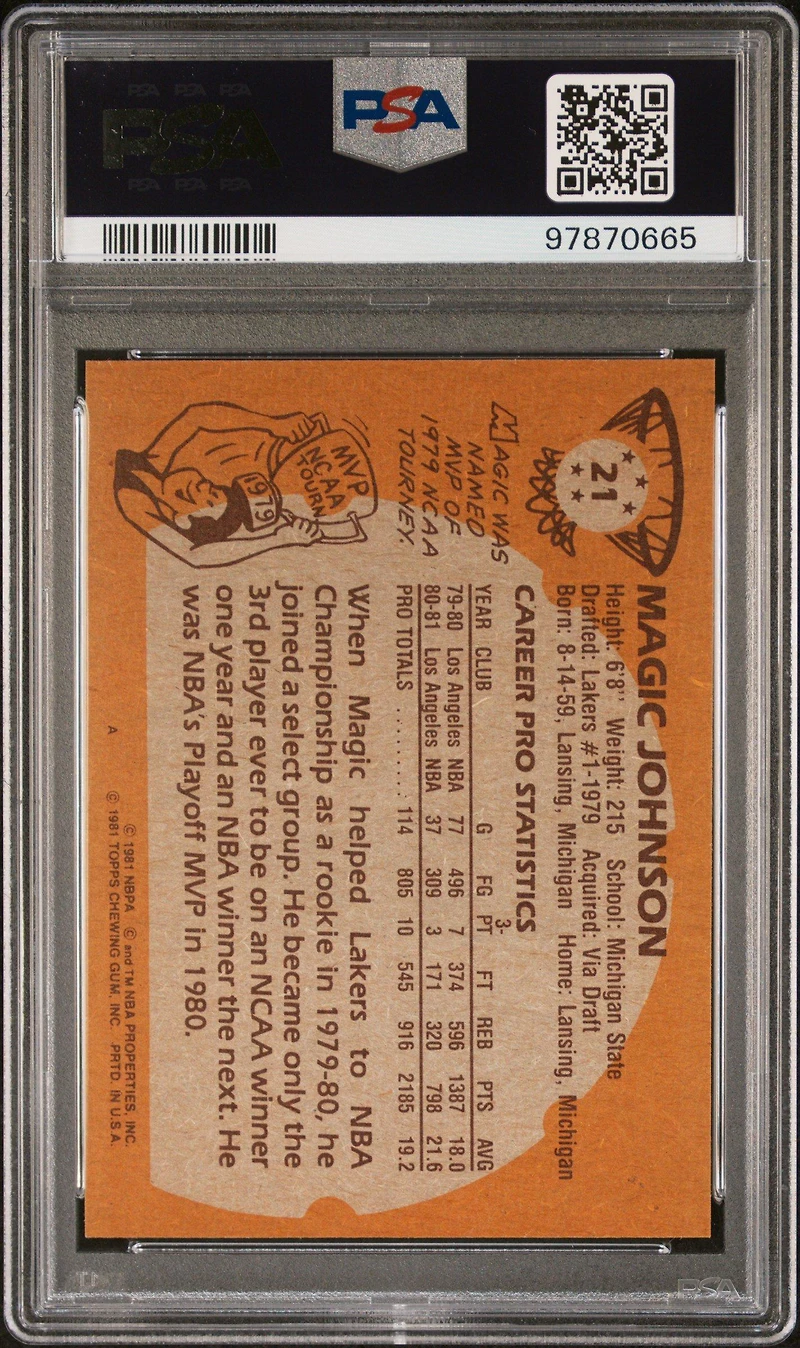 PSA PSA PSA
PSA
PSA PSA PSA
PSA
97870665
21
MAGIC JOHNSON
Height: 6'8'' Weight: 215 School: Michigan State
Drafted: Lakers #1-1979 Acquired: Via Draft
Born: 8-14-59, Lansing, Michigan Home: Lansing, Michigan
CAREER PRO STATISTICS
YEAR CLUB G FG 3-PT FT REB PTS AVG
79-80 Los Angeles NBA 77 496 7 374 596 1387 18.0
80-81 Los Angeles NBA 37 309 3 171 320 798 21.6
PRO TOTALS ......... 114 805 10 545 916 2185 19.2
MAGIC WAS
NAMED
MVP OF
1979 NCAA
TOURNEY.
MVP
NCAA
TOURN
1979
When Magic helped Lakers to NBA
Championship as a rookie in 1979-80, he
joined a select group. He became only the
3rd player ever to be on an NCAA winner
one year and an NBA winner the next. He
was NBA's Playoff MVP in 1980.
A
© 1981 NBPA © and TM NBA PROPERTIES, INC.
© 1981 TOPPS CHEWING GUM, INC PRTD. IN U.S.A.
PSA